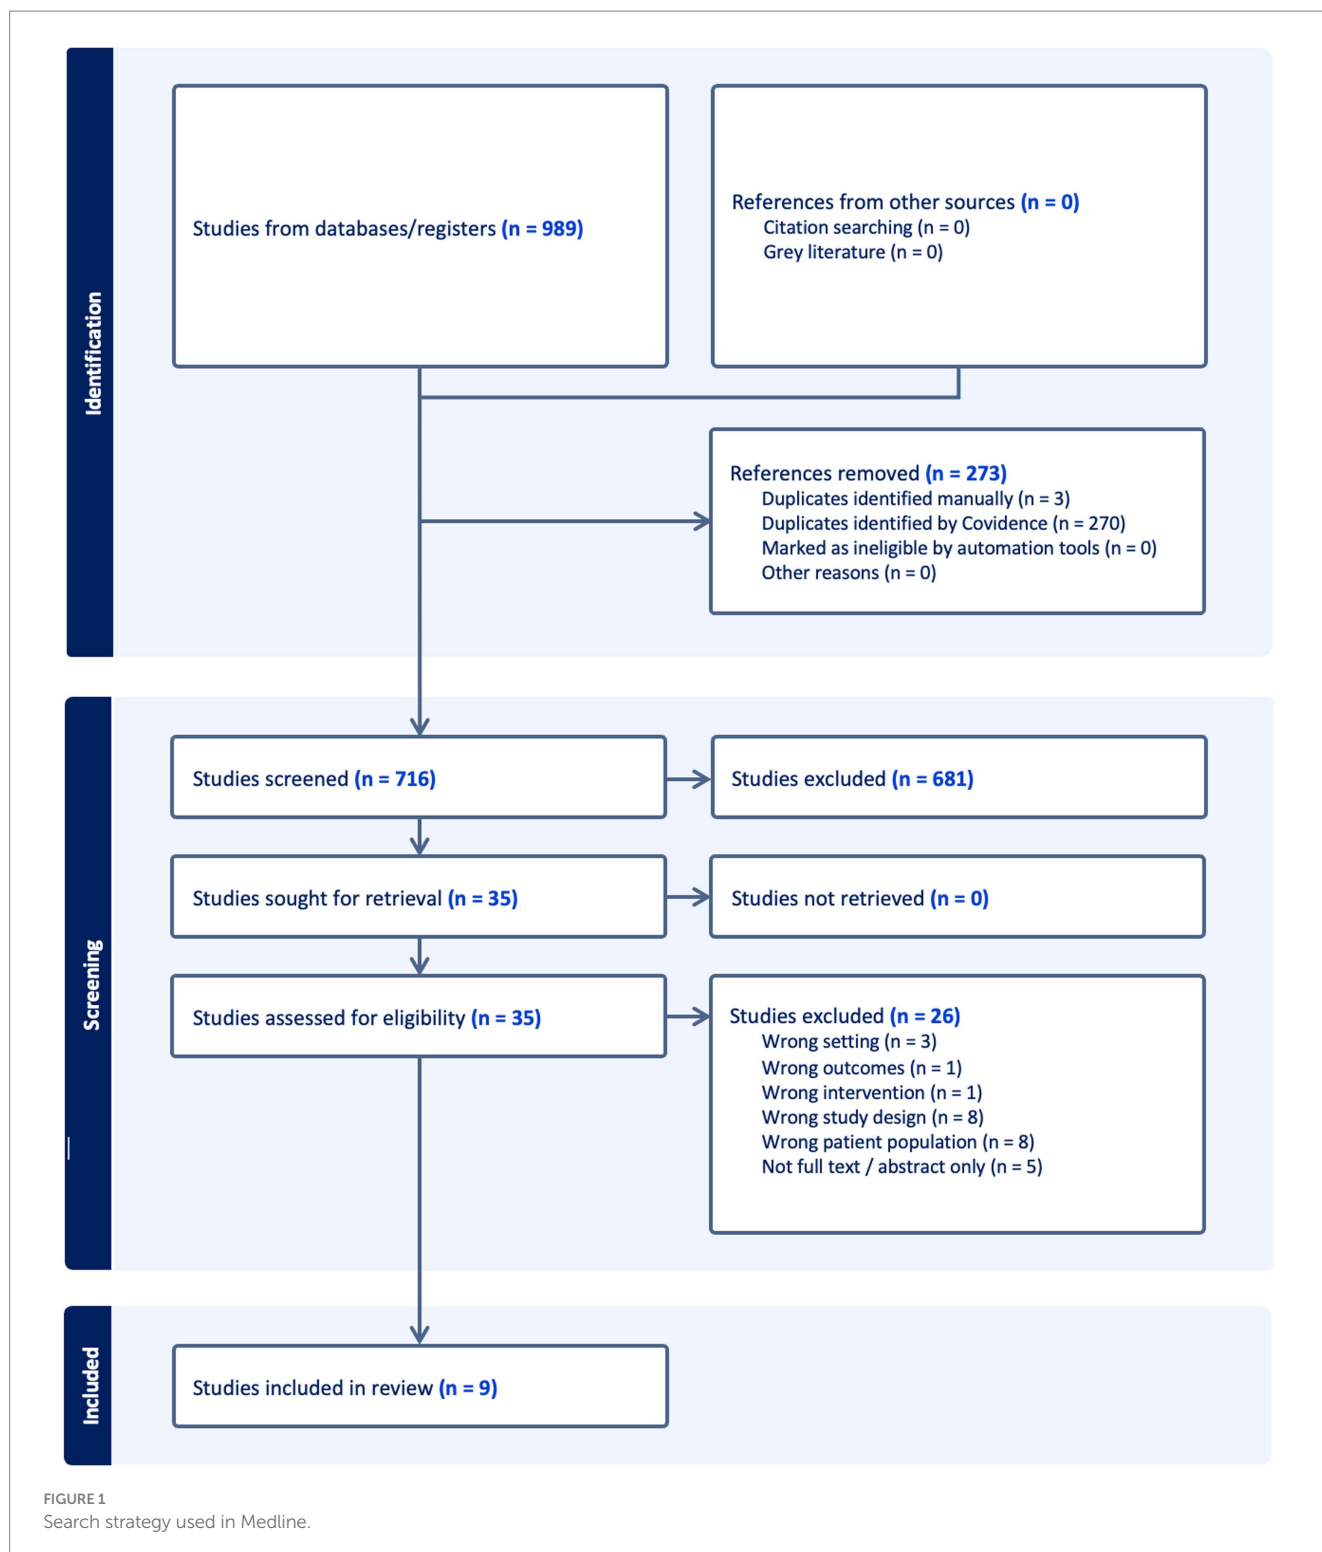 Identification
Studies from databases/registers (n = 989)
References from other sources (n = 0)
Citation searching (n = 0)
Grey literature (n = 0)
References removed (n = 273)
Duplicates identified manually (n = 3)
Duplicates identified by Covidence (n = 270)
Marked as ineligible by automation tools (n = 0)
Other reasons (n = 0)
Screening
Studies screened (n = 716)
Studies excluded (n = 681)
Studies sought for retrieval (n = 35)
Studies not retrieved (n = 0)
Studies assessed for eligibility (n = 35)
Studies excluded (n = 26)
Wrong setting (n = 3)
Wrong outcomes (n = 1)
Wrong intervention (n = 1)
Wrong study design (n = 8)
Wrong patient population (n = 8)
Not full text / abstract only (n = 5)
Included
Studies included in review (n = 9)
FIGURE 1
Search strategy used in Medline.